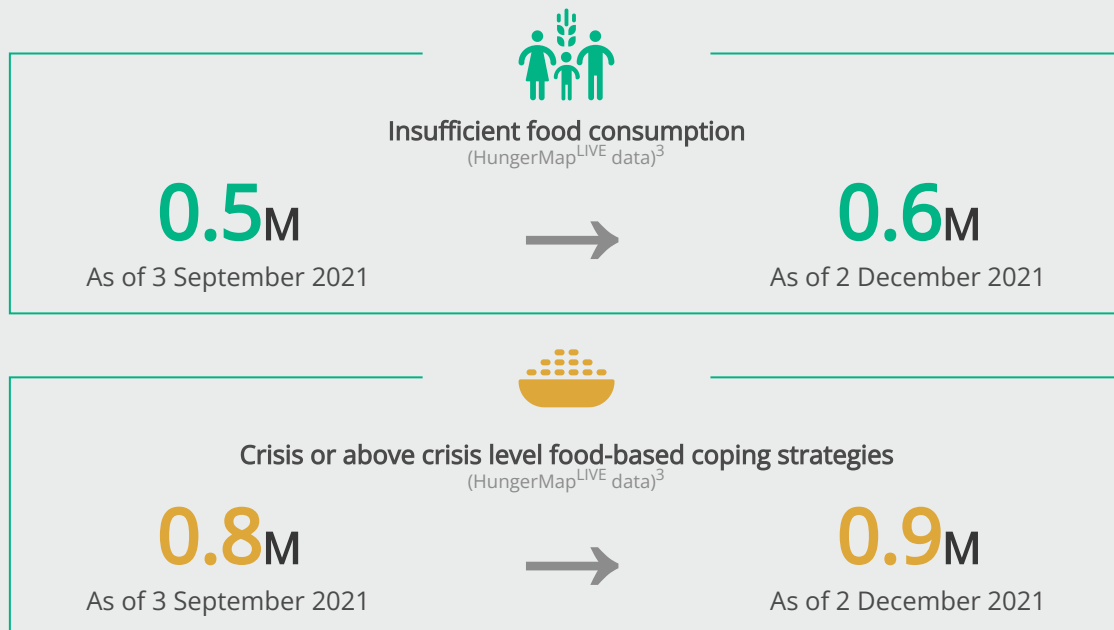 Insufficient food consumption
(HungerMapLIVE data)3
0.5M
0.6M
As of 3 September 2021
As of 2 December 2021
Crisis or above crisis level food-based coping strategies
(HungerMapLIVE data)3
0.8M
0.9M
As of 3 September 2021
As of 2 December 2021